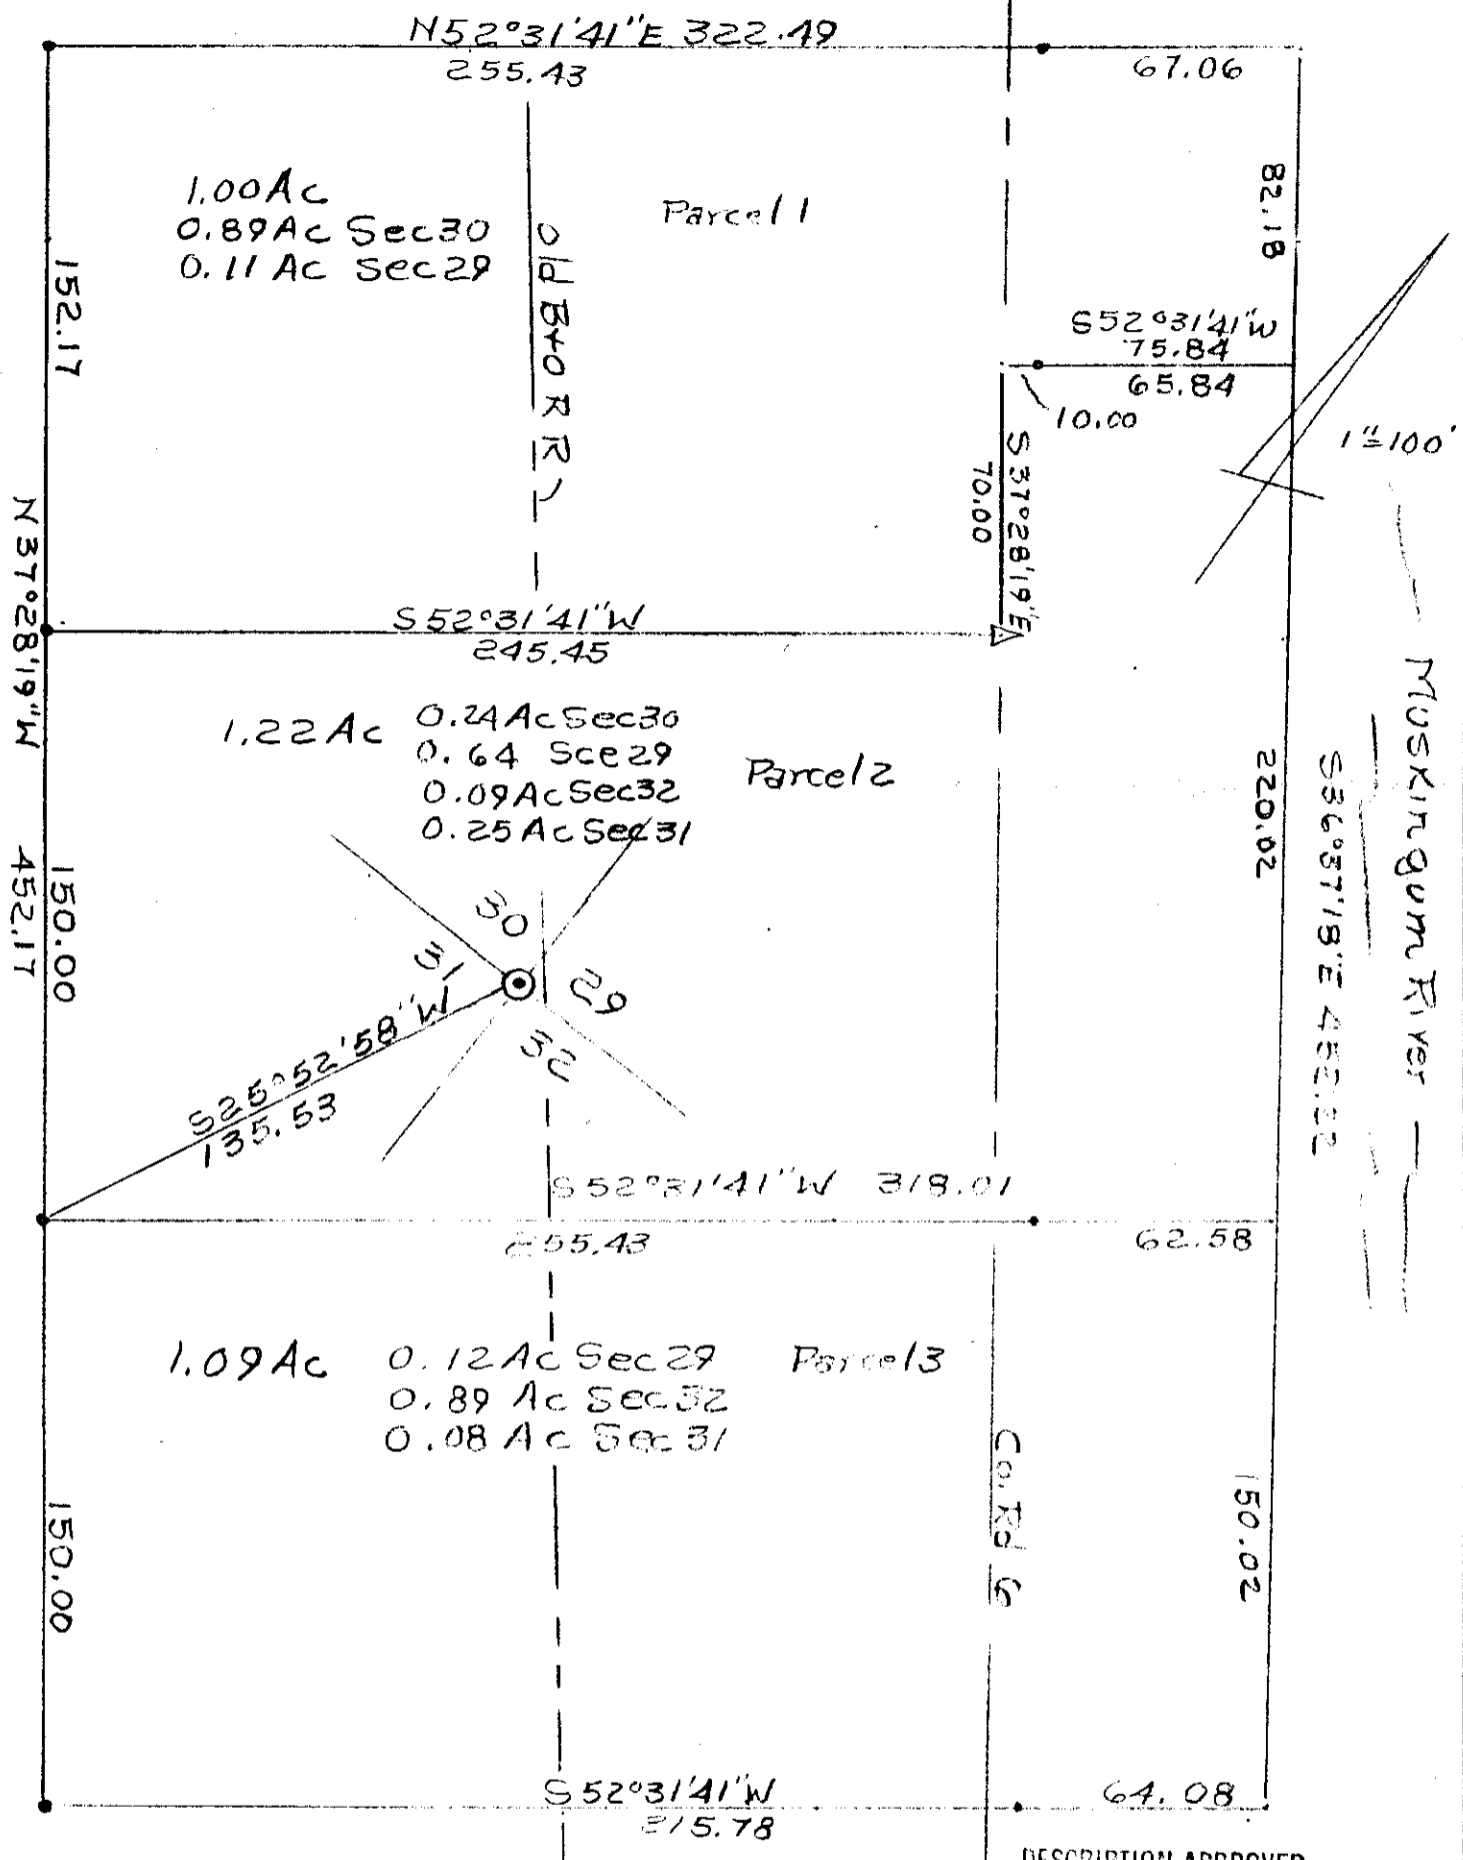 N52°31'41"E 322.49
255.43
67.06
1.00Ac
0.89Ac Sec30
0.11 Ac Sec29
Parcel 1
82.18
152.17
old B+O RR
S52°31'41"W
75.84
65.84
10.00
1"=100'
S37°28'19"E
70.00
S52°31'41"W
245.45
N37°28'19"W 452.17
1.22Ac
0.24AcSec30
0.64 Sce29
0.09AcSec32
0.25AcSec31
Parcel2
Muskingum River
220.02
150.00
30
31
29
32
S25°52'58"W
135.53
S52°31'41"W 318.01
255.43
62.58
1.09Ac
0.12Ac Sec29
0.89 Ac Sec32
0.08 Ac Sec31
Parcel3
Co. Rd 6
150.02
150.00
S52°31'41"W
315.78
64.08
DESCRIPTION APPROVED